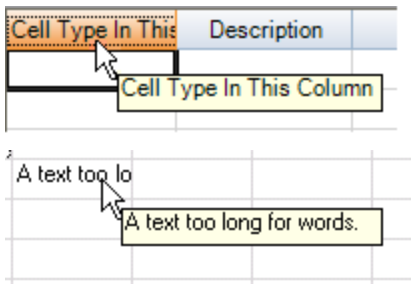 Cell Type In This Description
Cell Type In This Column
A text too lo
A text too long for words.